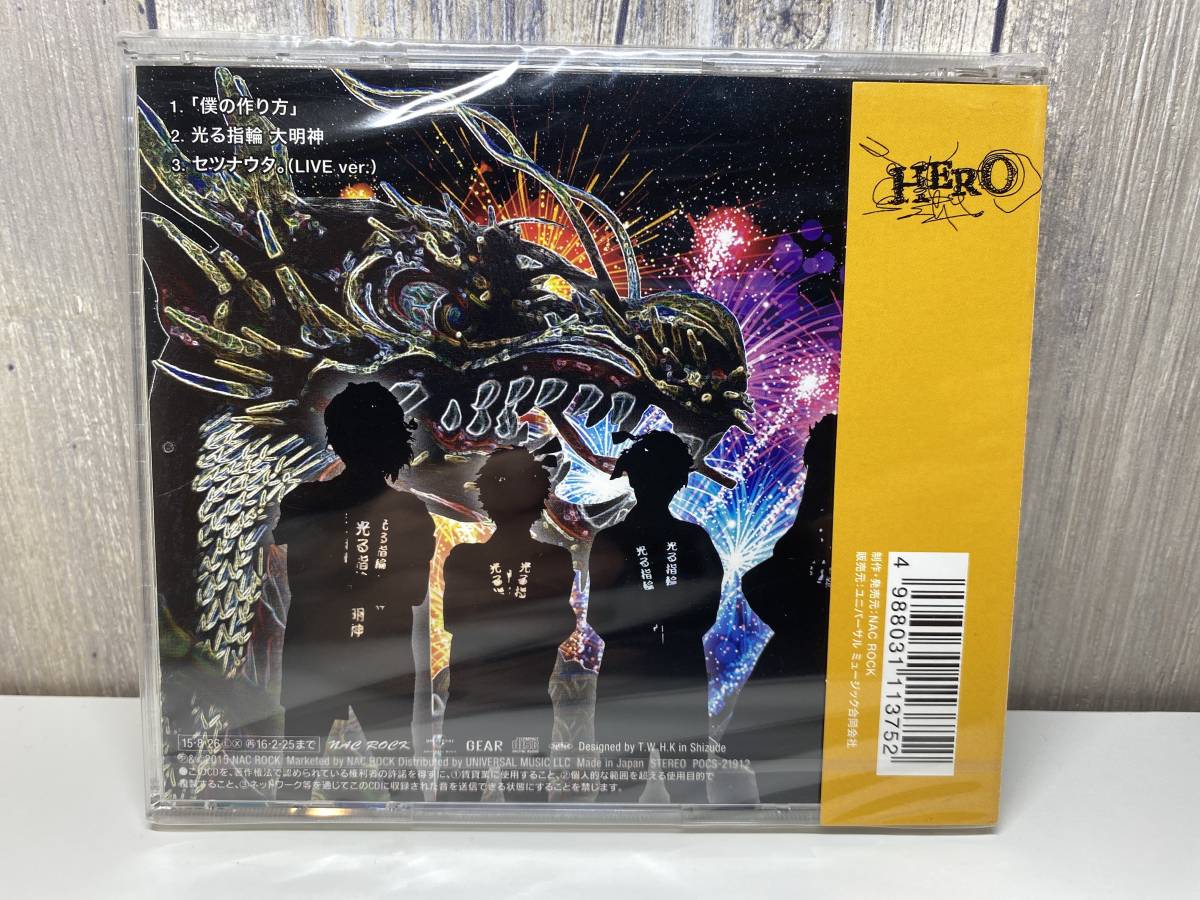 1. 「僕の作り方」
2. 光る指輪 大明神
3. セツナウタ。(LIVE ver.)
HERO
光る指
明神
光る指輪
光る指輪
制作・発売元：NAC ROCK
販売元：ユニバーサル ミュージック合同会社
4 988031 113752
15・8・26 再 16・2・25まで NAC ROCK GEAR Designed by T.W. H.K in Shizude
℗&©2015 NAC ROCK Marketed by NAC ROCK Distributed by UNIVERSAL MUSIC LLC Made in Japan STEREO POCS-21912
●このCDを、著作権法で認められている権利者の許諾を得ずに、①賃貸業に使用すること、②個人的な範囲を超える使用目的で
複製すること、③ネットワーク等を通じてこのCDに収録された音を送信できる状態にすることを禁じます。